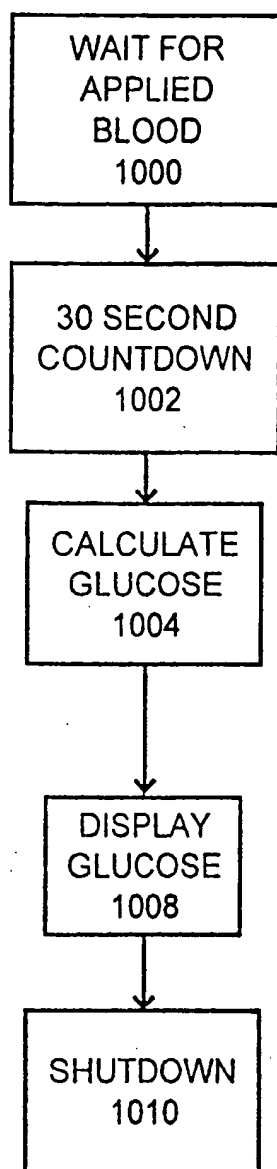 WAIT FOR
APPLIED
BLOOD
1000
30 SECOND
COUNTDOWN
1002
CALCULATE
GLUCOSE
1004
DISPLAY
GLUCOSE
1008
SHUTDOWN
1010